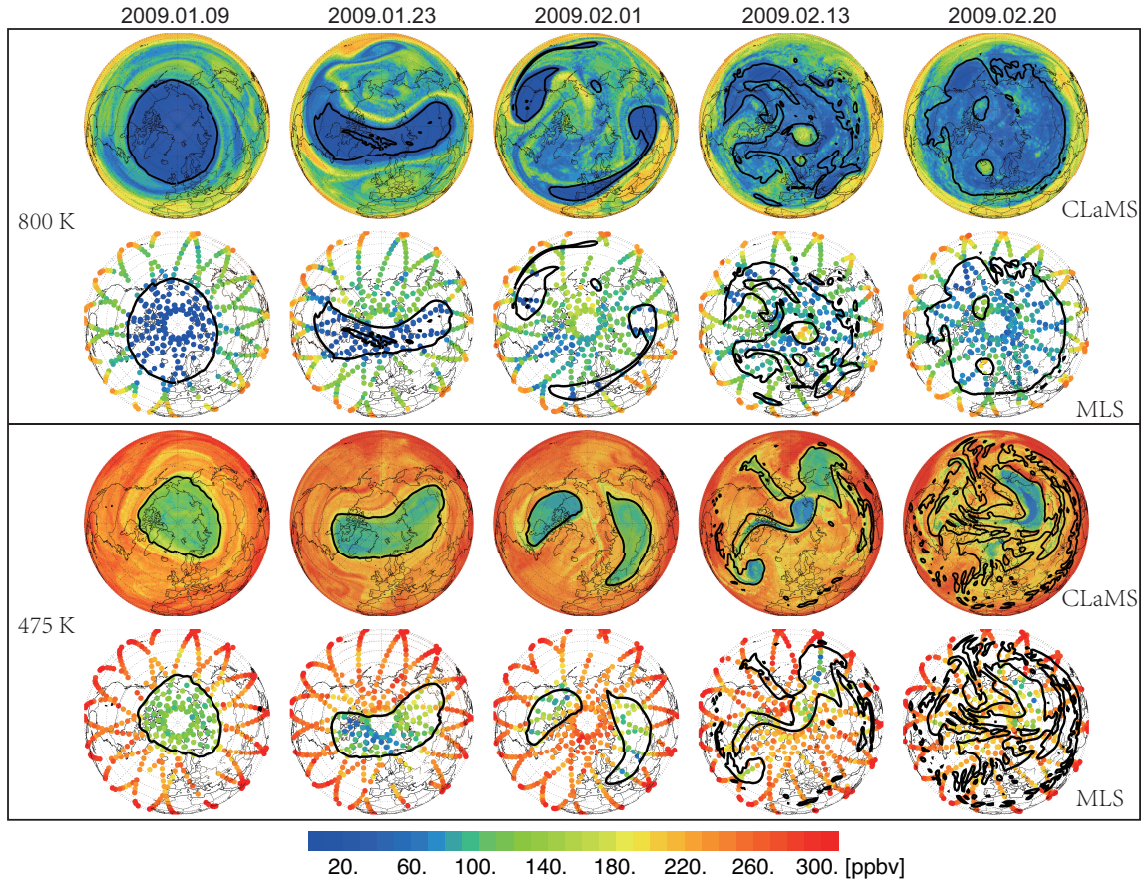 2009.01.09 2009.01.23 2009.02.01 2009.02.13 2009.02.20
CLaMS
800 K
MLS
CLaMS
475 K
MLS
20. 60. 100. 140. 180. 220. 260. 300. [ppbv]